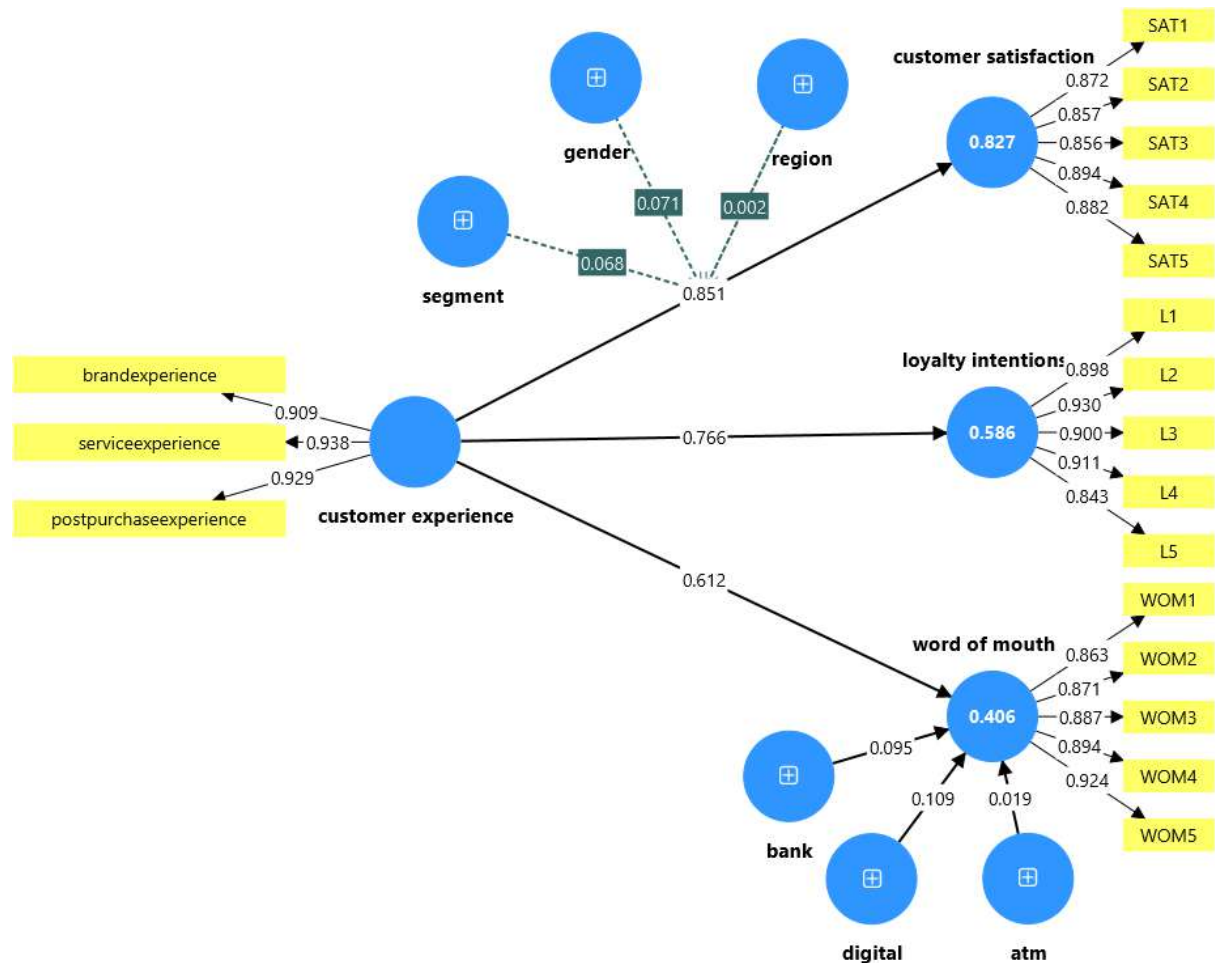 SAT1
customer satisfaction
0.872
SAT2
0.857
0.827
0.856
SAT3
0.894
SAT4
0.882
SAT5
gender
region
0.071
0.002
segment
0.068
0.851
L1
loyalty intentions
0.898
L2
0.930
0.586
0.900
L3
0.911
L4
0.843
L5
brandexperience
0.909
serviceexperience
0.938
0.929
postpurchaseexperience
customer experience
0.766
0.612
WOM1
word of mouth
0.863
WOM2
0.871
0.406
0.887
WOM3
0.894
WOM4
0.924
WOM5
0.095
bank
0.109
0.019
digital
atm